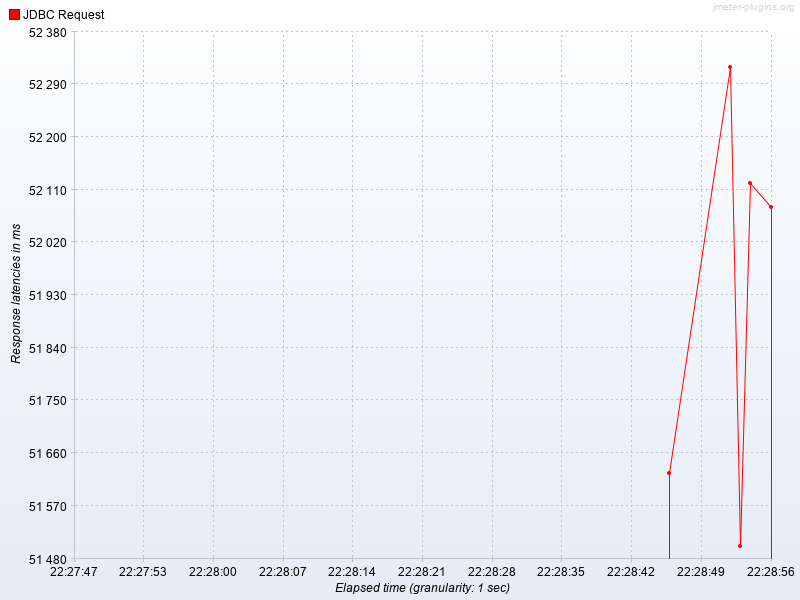 jmeter-plugins.org
JDBC Request
52 380
52 290
52 200
52 110
52 020
51 930
51 840
51 750
51 660
51 570
51 480
Response latencies in ms
22:27:47 22:27:53 22:28:00 22:28:07 22:28:14 22:28:21 22:28:28 22:28:35 22:28:42 22:28:49 22:28:56
Elapsed time (granularity: 1 sec)